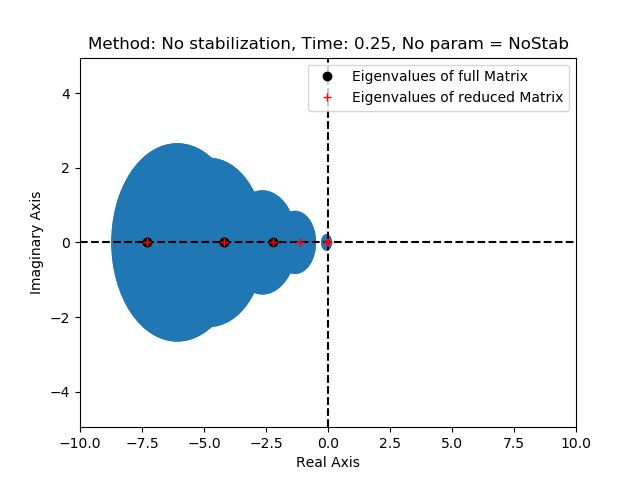 Method: No stabilization, Time: 0.25, No param = NoStab
Eigenvalues of full Matrix
Eigenvalues of reduced Matrix
Imaginary Axis
4
2
0
−2
−4
−10.0 −7.5 −5.0 −2.5 0.0 2.5 5.0 7.5 10.0
Real Axis